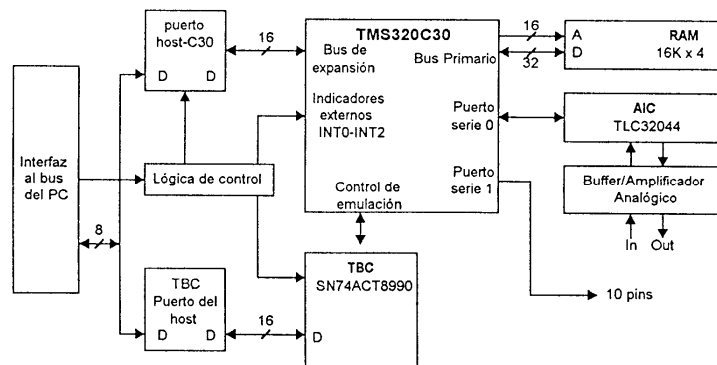 puerto
host-C30
D
D
16
TMS320C30
Bus de
expansión
Bus Primario
Indicadores
externos
INT0-INT2
Puerto
serie 0
Puerto
serie 1
Control de
emulación
16
32
A
D
RAM
16K x 4
AIC
TLC32044
Buffer/Amplificador
Analógico
In
Out
10 pins
Interfaz
al bus
del PC
8
Lógica de control
TBC
Puerto del
host
D
D
16
TBC
SN74ACT8990
D